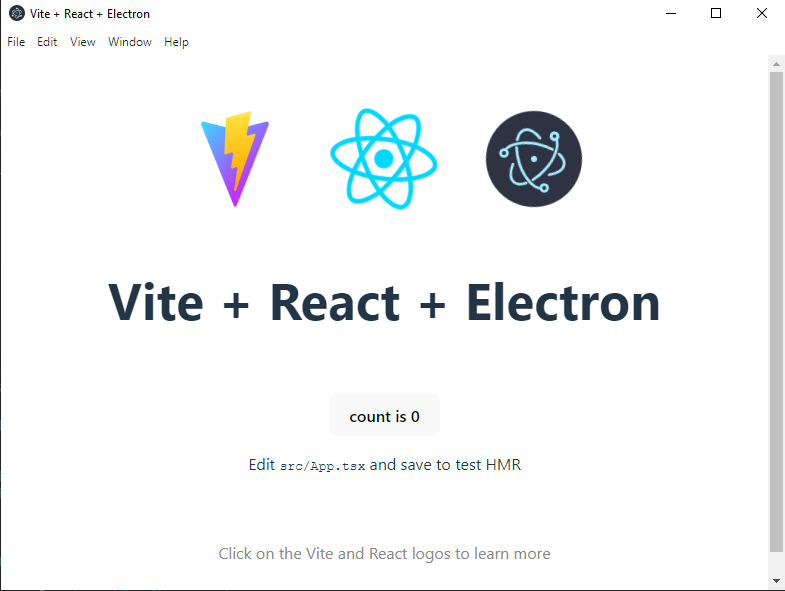 Vite + React + Electron
File Edit View Window Help
Vite + React + Electron
count is 0
Edit src/App.tsx and save to test HMR
Click on the Vite and React logos to learn more